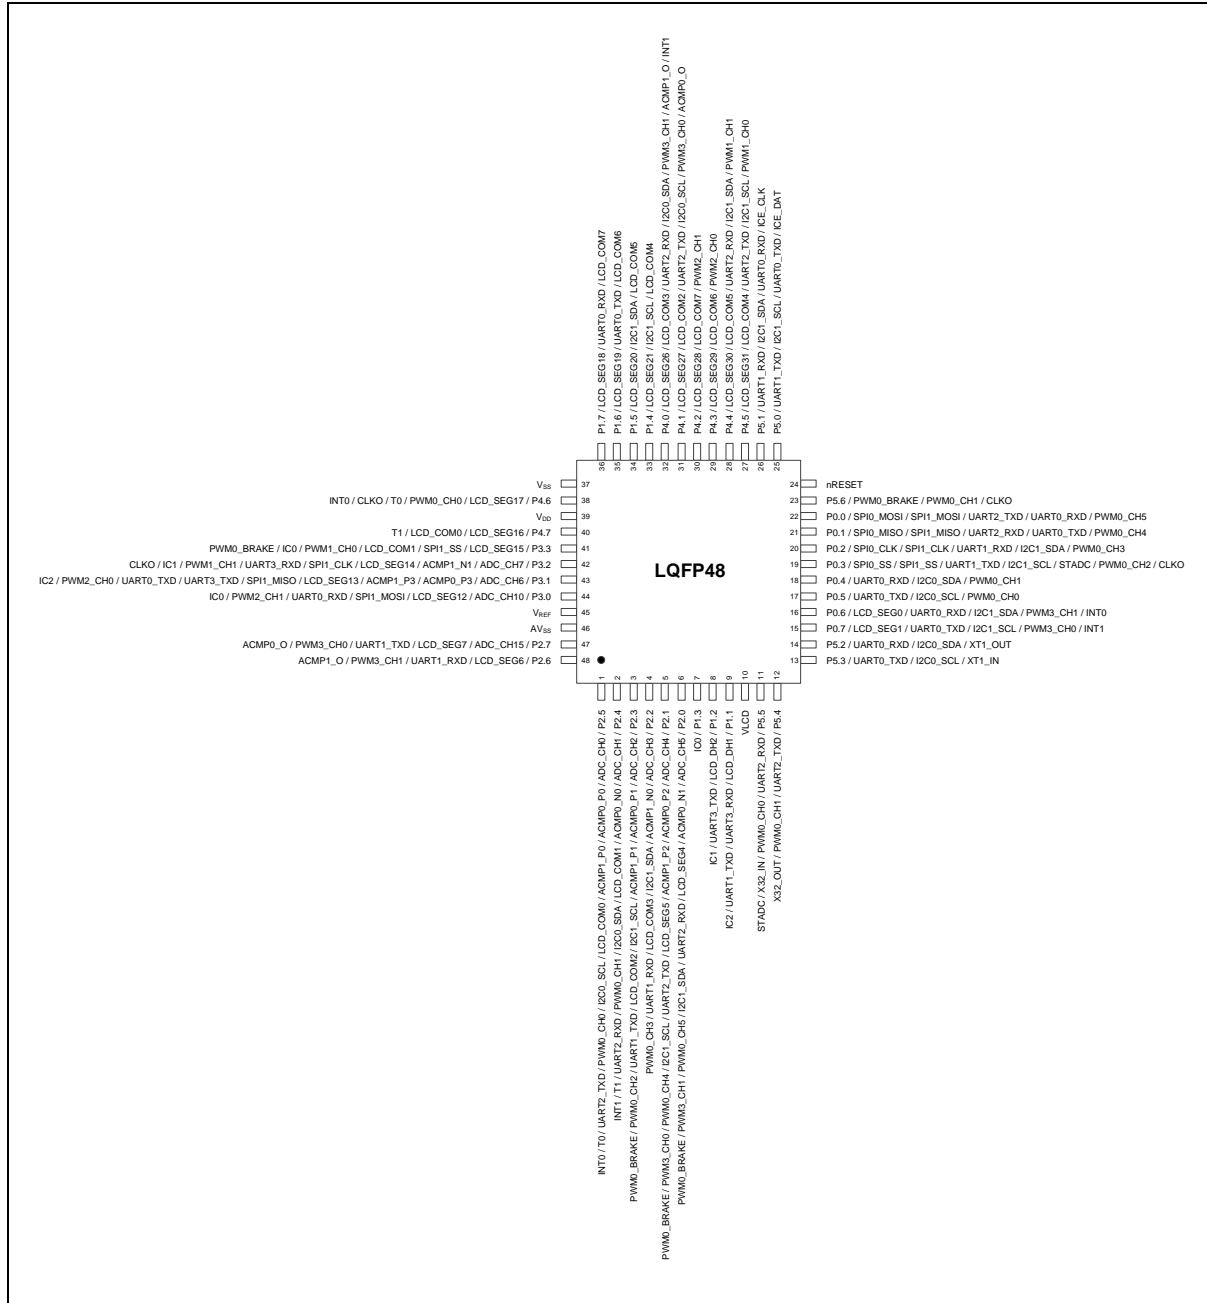 P1.7 / LCD_SEG18 / UART0_RXD / LCD_COM7
P1.6 / LCD_SEG19 / UART0_TXD / LCD_COM6
P1.5 / LCD_SEG20 / I2C1_SDA / LCD_COM5
P1.4 / LCD_SEG21 / I2C1_SCL / LCD_COM4
P4.0 / LCD_SEG26 / LCD_COM3 / UART2_RXD / I2C0_SDA / PWM3_CH1 / ACMP1_O / INT1
P4.1 / LCD_SEG27 / LCD_COM2 / UART2_TXD / I2C0_SCL / PWM3_CH0 / ACMP0_O
P4.2 / LCD_SEG28 / LCD_COM7 / PWM2_CH1
P4.3 / LCD_SEG29 / LCD_COM6 / PWM2_CH0
P4.4 / LCD_SEG30 / LCD_COM5 / UART2_RXD / I2C1_SDA / PWM1_CH1
P4.5 / LCD_SEG31 / LCD_COM4 / UART2_TXD / I2C1_SCL / PWM1_CH0
P5.1 / UART1_RXD / I2C1_SDA / UART0_RXD / ICE_CLK
P5.0 / UART1_TXD / I2C1_SCL / UART0_TXD / ICE_DAT
36 35 34 33 32 31 30 29 28 27 26 25
VSS 37
INT0 / CLKO / T0 / PWM0_CH0 / LCD_SEG17 / P4.6 38
VDD 39
T1 / LCD_COM0 / LCD_SEG16 / P4.7 40
PWM0_BRAKE / IC0 / PWM1_CH0 / LCD_COM1 / SPI1_SS / LCD_SEG15 / P3.3 41
CLKO / IC1 / PWM1_CH1 / UART3_RXD / SPI1_CLK / LCD_SEG14 / ACMP1_N1 / ADC_CH7 / P3.2 42
IC2 / PWM2_CH0 / UART0_TXD / UART3_TXD / SPI1_MISO / LCD_SEG13 / ACMP1_P3 / ACMP0_P3 / ADC_CH6 / P3.1 43
IC0 / PWM2_CH1 / UART0_RXD / SPI1_MOSI / LCD_SEG12 / ADC_CH10 / P3.0 44
VREF 45
AVSS 46
ACMP0_O / PWM3_CH0 / UART1_TXD / LCD_SEG7 / ADC_CH15 / P2.7 47
ACMP1_O / PWM3_CH1 / UART1_RXD / LCD_SEG6 / P2.6 48
LQFP48
24 nRESET
23 P5.6 / PWM0_BRAKE / PWM0_CH1 / CLKO
22 P0.0 / SPI0_MOSI / SPI1_MOSI / UART2_TXD / UART0_RXD / PWM0_CH5
21 P0.1 / SPI0_MISO / SPI1_MISO / UART2_RXD / UART0_TXD / PWM0_CH4
20 P0.2 / SPI0_CLK / SPI1_CLK / UART1_RXD / I2C1_SDA / PWM0_CH3
19 P0.3 / SPI0_SS / SPI1_SS / UART1_TXD / I2C1_SCL / STADC / PWM0_CH2 / CLKO
18 P0.4 / UART0_RXD / I2C0_SDA / PWM0_CH1
17 P0.5 / UART0_TXD / I2C0_SCL / PWM0_CH0
16 P0.6 / LCD_SEG0 / UART0_RXD / I2C1_SDA / PWM3_CH1 / INT0
15 P0.7 / LCD_SEG1 / UART0_TXD / I2C1_SCL / PWM3_CH0 / INT1
14 P5.2 / UART0_RXD / I2C0_SDA / XT1_OUT
13 P5.3 / UART0_TXD / I2C0_SCL / XT1_IN
1 2 3 4 5 6 7 8 9 10 11 12
INT0 / T0 / UART2_TXD / PWM0_CH0 / I2C0_SCL / LCD_COM0 / ACMP1_P0 / ACMP0_P0 / ADC_CH0 / P2.5
INT1 / T1 / UART2_RXD / PWM0_CH1 / I2C0_SDA / LCD_COM1 / ACMP0_N0 / ADC_CH1 / P2.4
PWM0_BRAKE / PWM0_CH2 / UART1_TXD / LCD_COM2 / I2C1_SCL / ACMP1_P1 / ACMP0_P1 / ADC_CH2 / P2.3
PWM0_CH3 / UART1_RXD / LCD_COM3 / I2C1_SDA / ACMP1_N0 / ADC_CH3 / P2.2
PWM0_BRAKE / PWM3_CH0 / PWM0_CH4 / I2C1_SCL / UART2_TXD / LCD_SEG5 / ACMP1_P2 / ACMP0_P2 / ADC_CH4 / P2.1
PWM0_BRAKE / PWM3_CH1 / PWM0_CH5 / I2C1_SDA / UART2_RXD / LCD_SEG4 / ACMP0_N1 / ADC_CH5 / P2.0
IC0 / P1.3
IC1 / UART3_TXD / LCD_DH2 / P1.2
IC2 / UART1_TXD / UART3_RXD / LCD_DH1 / P1.1
VLCD
STADC / X32_IN / PWM0_CH0 / UART2_RXD / P5.5
X32_OUT / PWM0_CH1 / UART2_TXD / P5.4